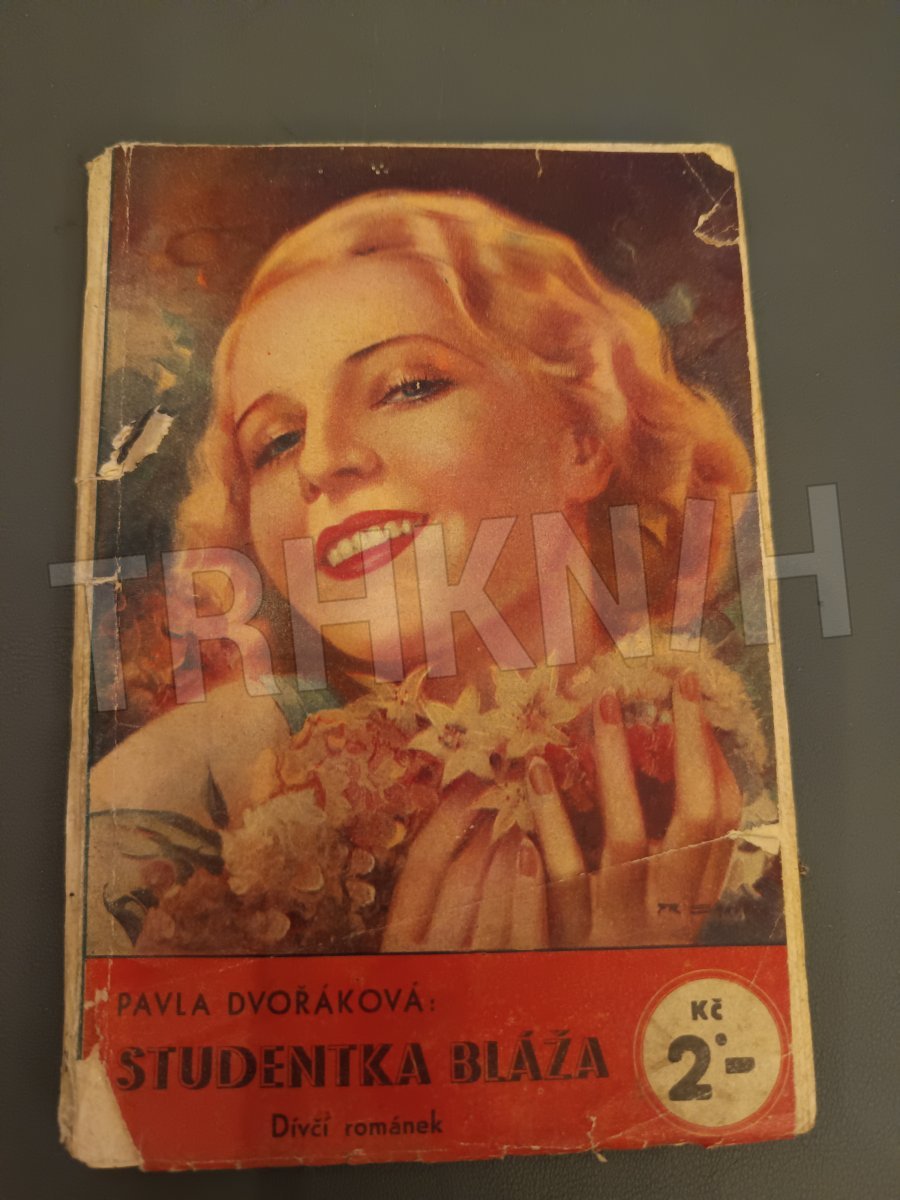 TRHKNIH
PAVLA DVOŘÁKOVÁ:
STUDENTKA BLÁŽA
Dívčí románek
Kč
2·-